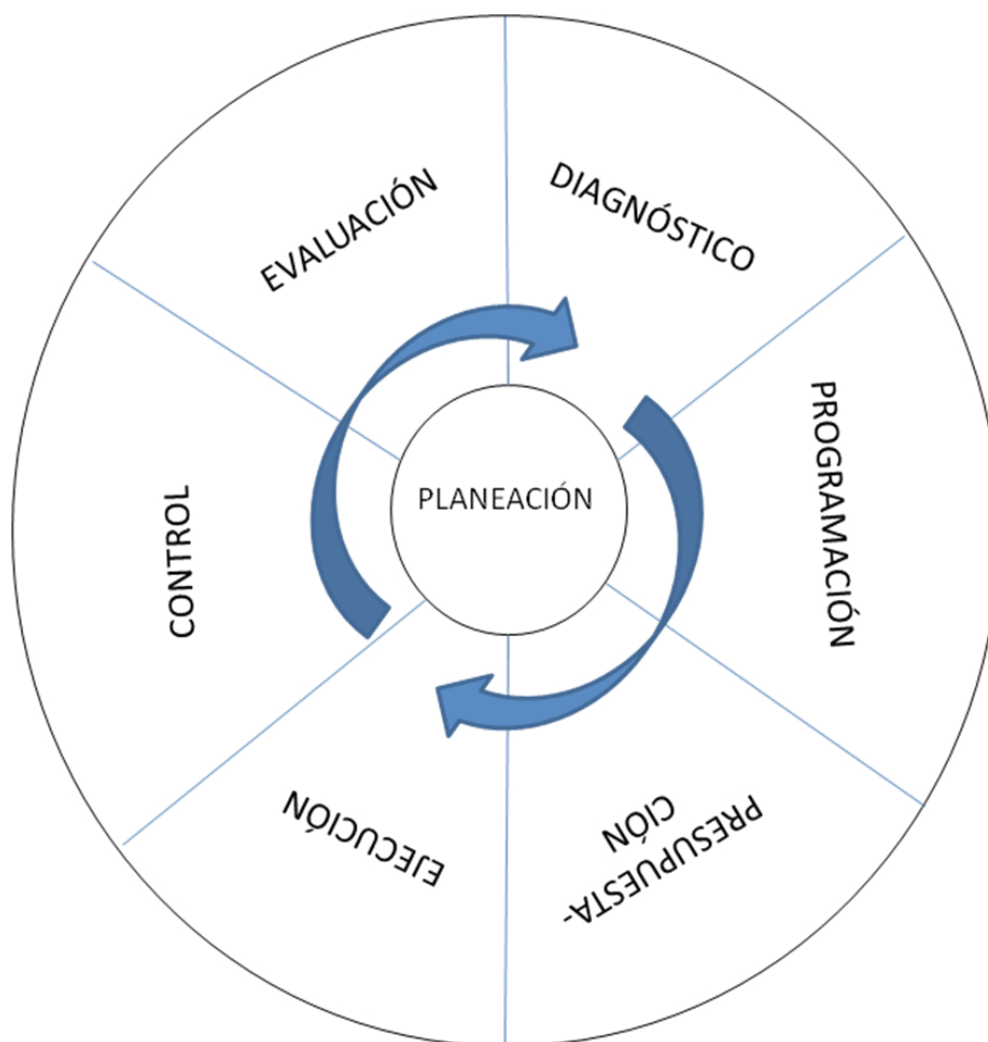 DIAGNÓSTICO
PROGRAMACIÓN
PRESUPUESTA-
CIÓN
EJECUCIÓN
CONTROL
EVALUACIÓN
PLANEACIÓN